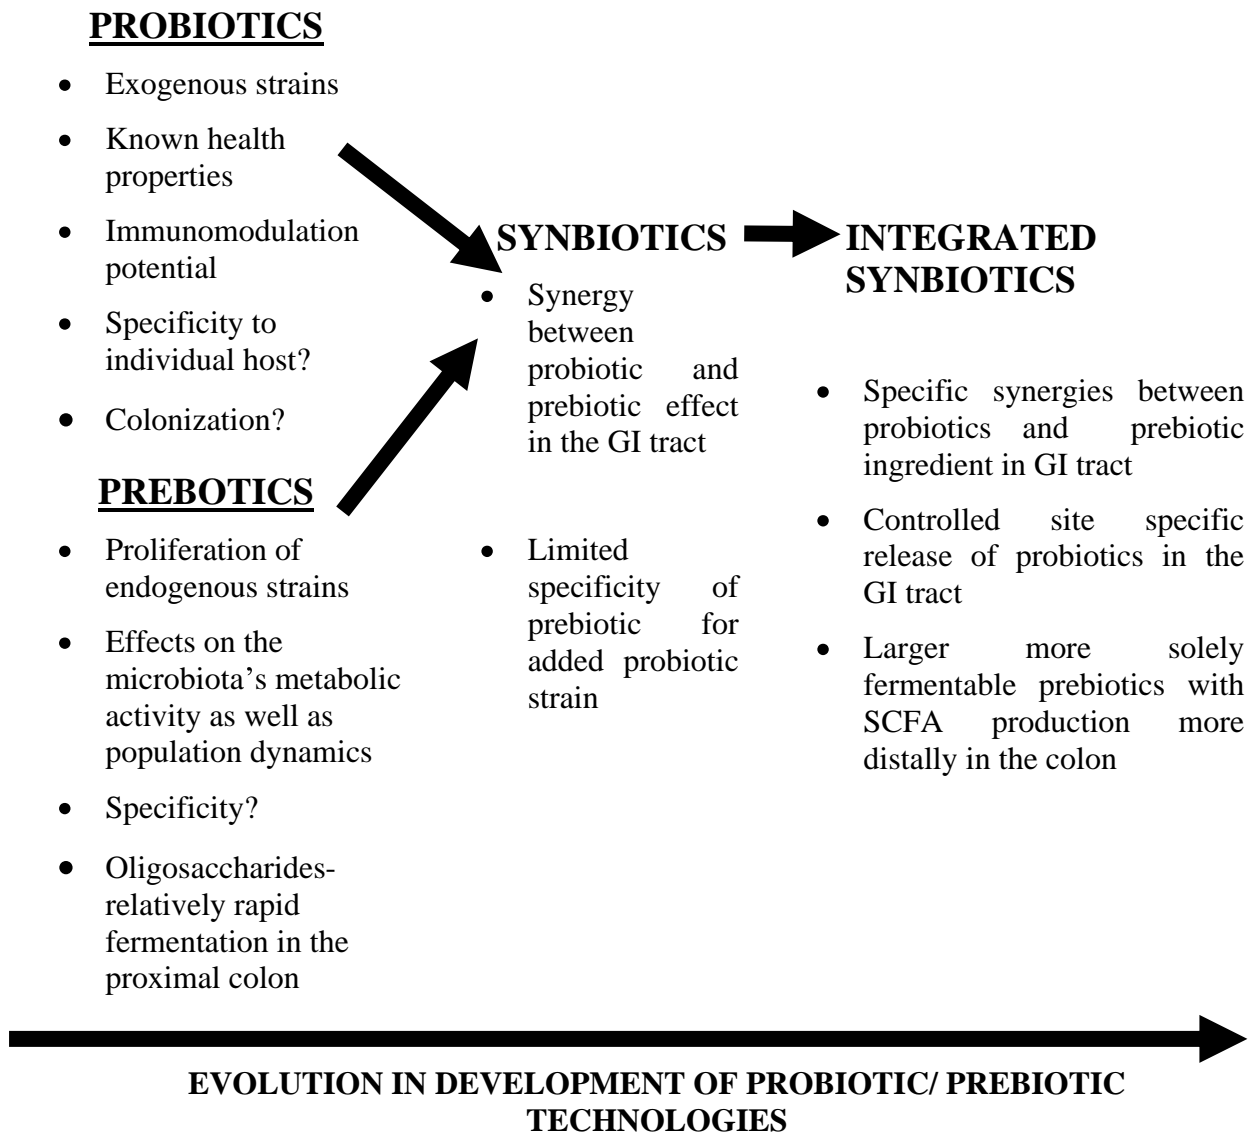 PROBIOTICS
• Exogenous strains
• Known health
properties
• Immunomodulation
potential
• Specificity to
individual host?
• Colonization?
PREBOTICS
• Proliferation of
endogenous strains
• Effects on the
microbiota's metabolic
activity as well as
population dynamics
• Specificity?
• Oligosaccharides-
relatively rapid
fermentation in the
proximal colon
SYNBIOTICS
• Synergy
between
probiotic and
prebiotic effect
in the GI tract
• Limited
specificity of
prebiotic for
added probiotic
strain
INTEGRATED
SYNBIOTICS
• Specific synergies between
probiotics and prebiotic
ingredient in GI tract
• Controlled site specific
release of probiotics in the
GI tract
• Larger more solely
fermentable prebiotics with
SCFA production more
distally in the colon
EVOLUTION IN DEVELOPMENT OF PROBIOTIC/ PREBIOTIC
TECHNOLOGIES